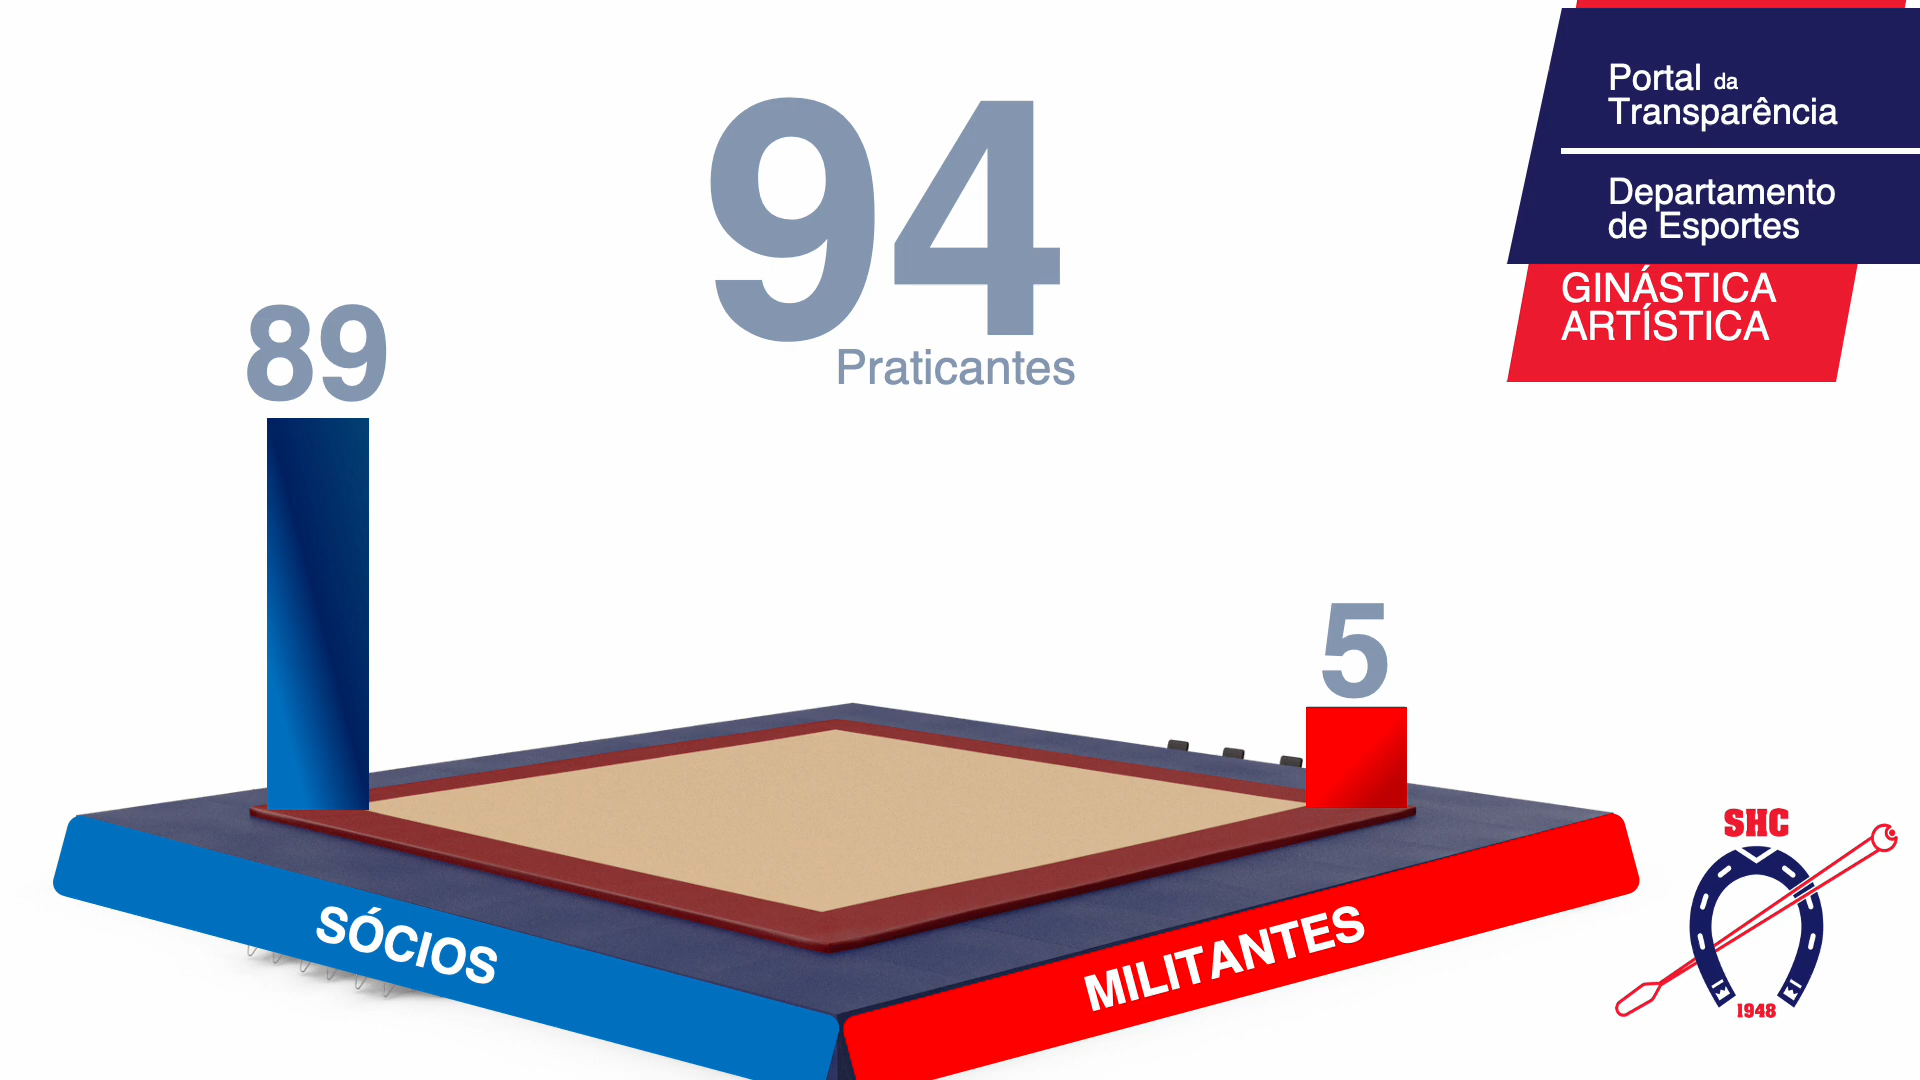 Portal da
Transparência
Departamento
de Esportes
GINÁSTICA
ARTÍSTICA
94
Praticantes
89
5
SÓCIOS
MILITANTES
SHC
1948